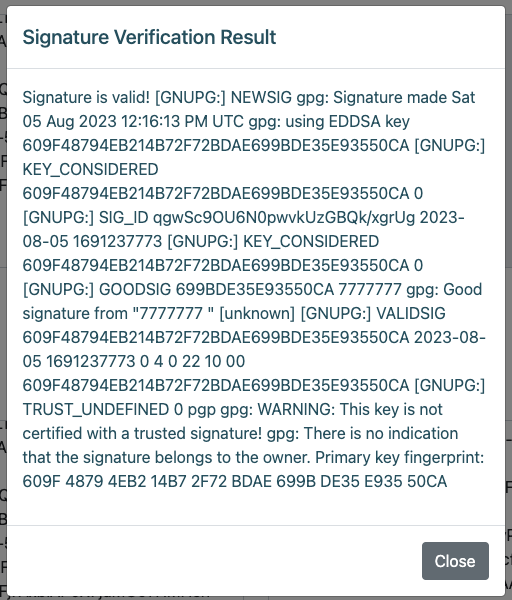 Signature Verification Result
Signature is valid! [GNUPG:] NEWSIG gpg: Signature made Sat
05 Aug 2023 12:16:13 PM UTC gpg: using EDDSA key
609F48794EB214B72F72BDAE699BDE35E93550CA [GNUPG:]
KEY_CONSIDERED
609F48794EB214B72F72BDAE699BDE35E93550CA 0
[GNUPG:] SIG_ID qgwSc9OU6N0pwvkUzGBQk/xgrUg 2023-
08-05 1691237773 [GNUPG:] KEY_CONSIDERED
609F48794EB214B72F72BDAE699BDE35E93550CA 0
[GNUPG:] GOODSIG 699BDE35E93550CA 7777777 gpg: Good
signature from "7777777 " [unknown] [GNUPG:] VALIDSIG
609F48794EB214B72F72BDAE699BDE35E93550CA 2023-08-
05 1691237773 0 4 0 22 10 00
609F48794EB214B72F72BDAE699BDE35E93550CA [GNUPG:]
TRUST_UNDEFINED 0 pgp gpg: WARNING: This key is not
certified with a trusted signature! gpg: There is no indication
that the signature belongs to the owner. Primary key fingerprint:
609F 4879 4EB2 14B7 2F72 BDAE 699B DE35 E935 50CA
Close